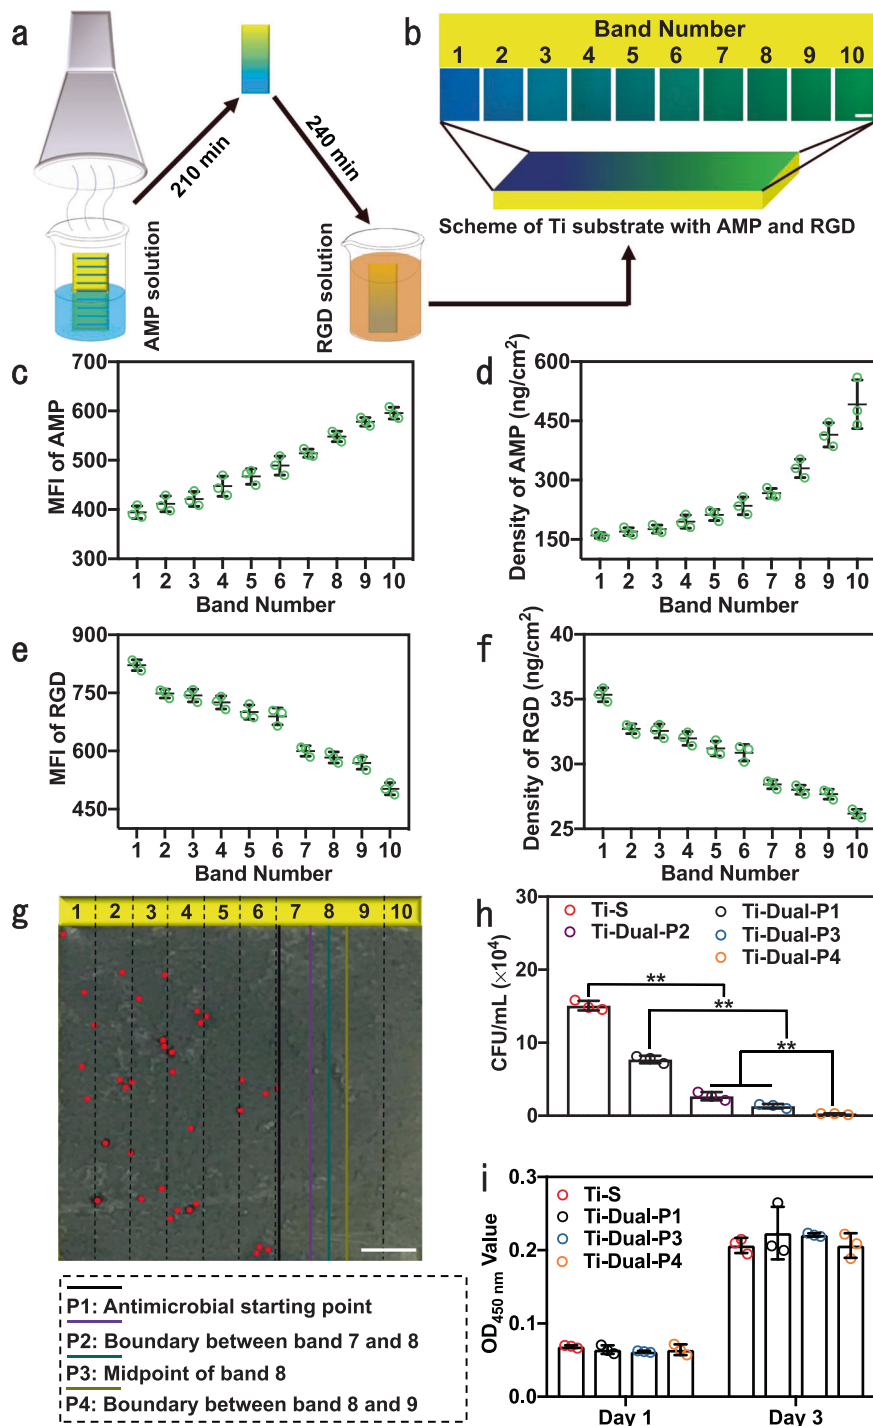 a
210 min
240 min
AMP solution
RGD solution
b
Band Number
1 2 3 4 5 6 7 8 9 10
Scheme of Ti substrate with AMP and RGD
c
MFI of AMP
700
600
500
400
300
1 2 3 4 5 6 7 8 9 10
Band Number
d
Density of AMP (ng/cm²)
600
450
300
150
1 2 3 4 5 6 7 8 9 10
Band Number
e
MFI of RGD
900
750
600
450
1 2 3 4 5 6 7 8 9 10
Band Number
f
Density of RGD (ng/cm²)
40
35
30
25
1 2 3 4 5 6 7 8 9 10
Band Number
g
1 2 3 4 5 6 7 8 9 10
P1: Antimicrobial starting point
P2: Boundary between band 7 and 8
P3: Midpoint of band 8
P4: Boundary between band 8 and 9
h
CFU/mL (×10⁴)
30
20
10
0
Ti-S
Ti-Dual-P2
Ti-Dual-P1
Ti-Dual-P3
Ti-Dual-P4
**
**
**
i
OD450 nm Value
0.3
0.2
0.1
0.0
Ti-S
Ti-Dual-P1
Ti-Dual-P3
Ti-Dual-P4
Day 1 Day 3